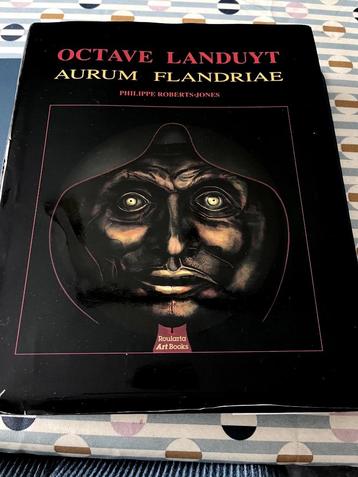 OCTAVE LANDUYT
AURUM FLANDRIAE
PHILIPPE ROBERTS-JONES
Roularta
Art Books